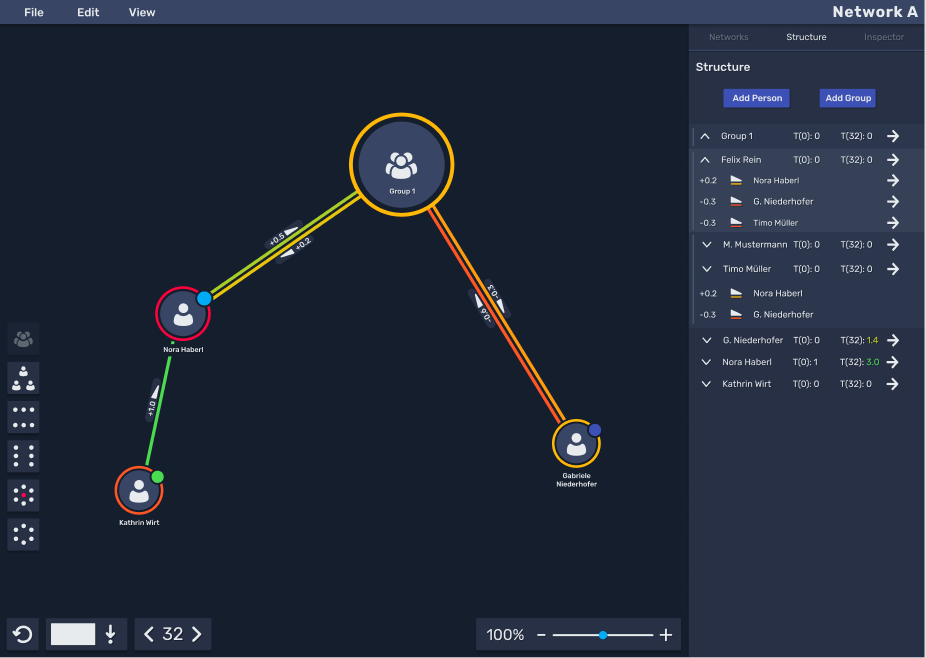 File Edit View Network A
Networks Structure Inspector
Structure
Add Person Add Group
Group 1 T(0): 0 T(32): 0
Felix Rein T(0): 0 T(32): 0
+0.2 Nora Haberl
-0.3 G. Niederhofer
-0.3 Timo Müller
M. Mustermann T(0): 0 T(32): 0
Timo Müller T(0): 0 T(32): 0
+0.2 Nora Haberl
-0.3 G. Niederhofer
G. Niederhofer T(0): 0 T(32): 1.4
Nora Haberl T(0): 1 T(32): 3.0
Kathrin Wirt T(0): 0 T(32): 0
Group 1
+0.5
+0.2
-0.3
-0.6
Nora Haberl
+1.0
Gabriele
Niederhofer
Kathrin Wirt
32
100%